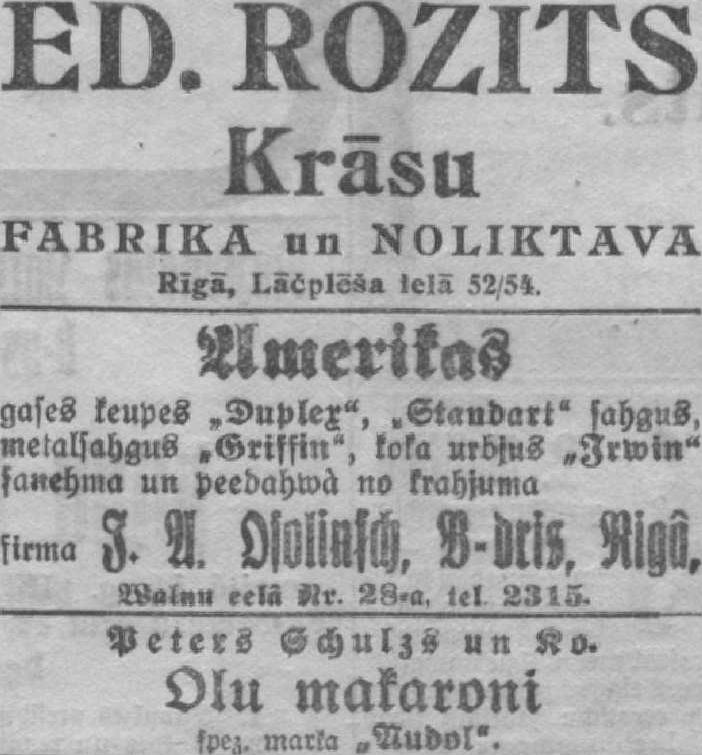 ED. ROZITS
Krāsu
FABRIKA un NOLIKTAVA
Rīgā, Lāčplēša ielā 52/54.
Amerikas
gaſes keupes „Duplex“, „Standart“ ſahgus,
metalſahgus „Griffin“, koka urbjus „Irwin“
ſanehma un peedahwà no krahjuma
firma J. A. Oſolinſch, B-dris, Rigâ,
Walnu eelâ Nr. 28-a, tel. 2315.
Peters Schulzs un Ko.
Olu makaroni
ſpez. marka „Nudol“.